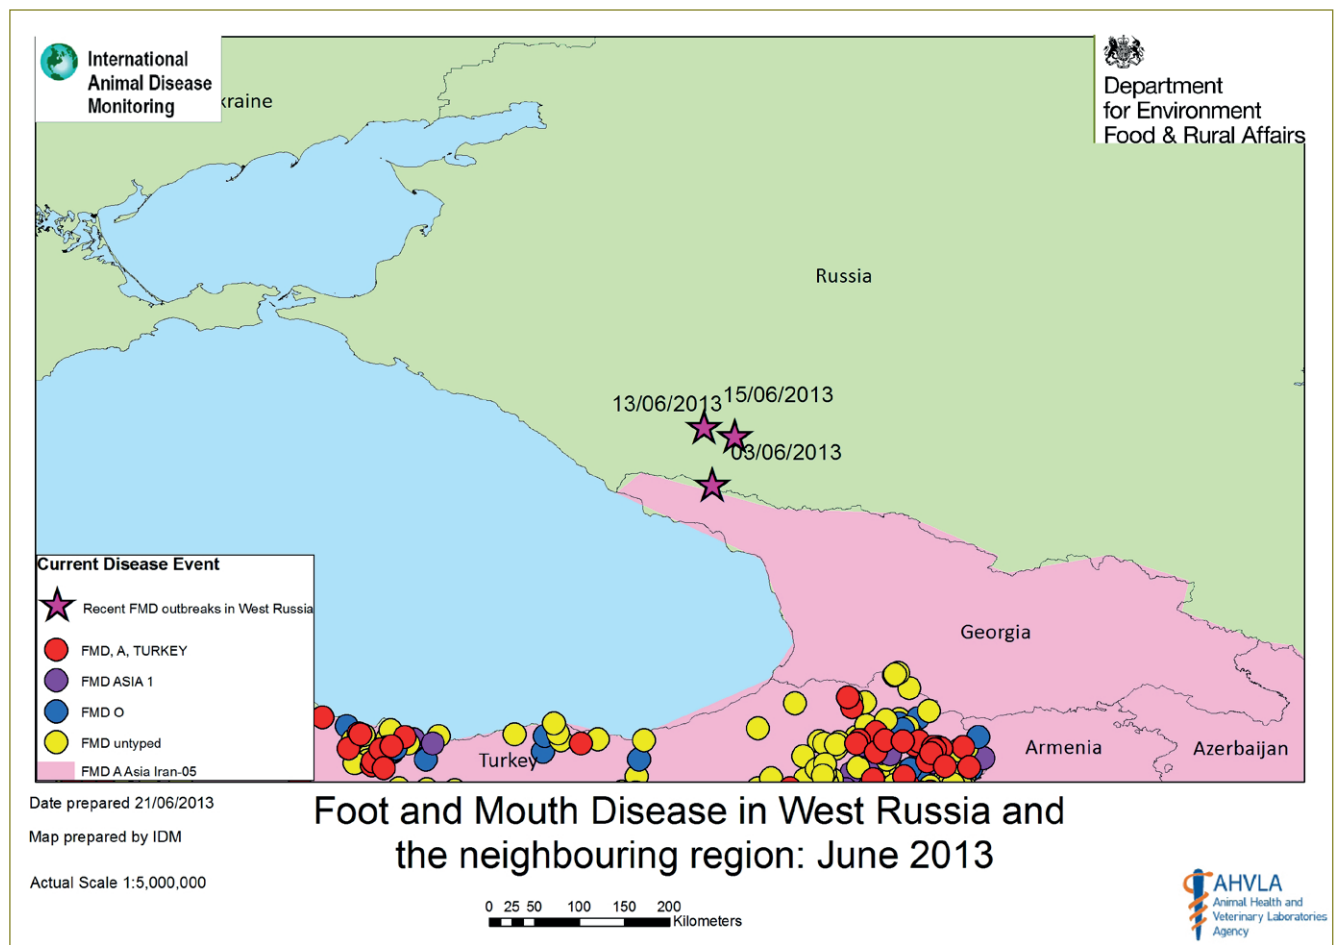 International
Animal Disease
Monitoring
kraine
Department
for Environment
Food & Rural Affairs
Russia
13/06/2013
15/06/2013
03/06/2013
Current Disease Event
Recent FMD outbreaks in West Russia
FMD, A, TURKEY
FMD ASIA 1
FMD O
FMD untyped
FMD A Asia Iran-05
Georgia
Turkey
Armenia
Azerbaijan
Date prepared 21/06/2013
Map prepared by IDM
Actual Scale 1:5,000,000
Foot and Mouth Disease in West Russia and
the neighbouring region: June 2013
0 25 50 100 150 200
Kilometers
AHVLA
Animal Health and
Veterinary Laboratories
Agency